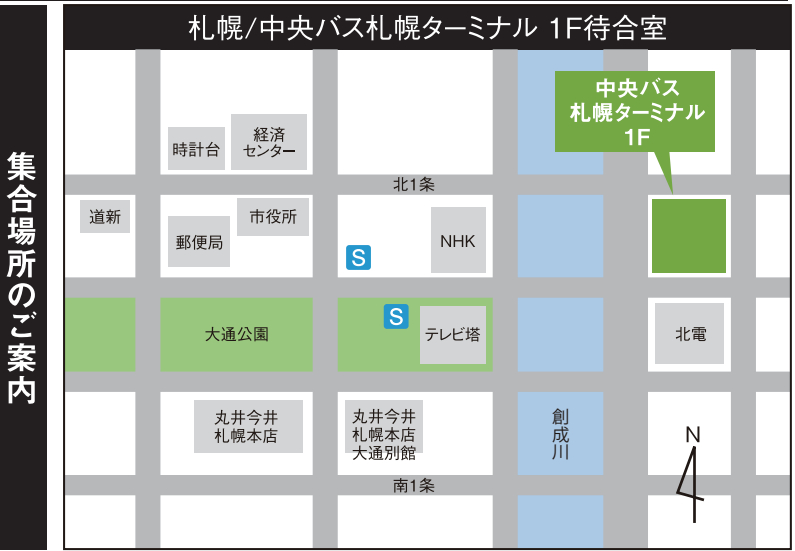 札幌/中央バス札幌ターミナル 1F待合室
集合場所のご案内
中央バス
札幌ターミナル
1F
時計台
経済
センター
北1条
道新
郵便局
市役所
NHK
S
S
大通公園
テレビ塔
北電
丸井今井
札幌本店
丸井今井
札幌本店
大通別館
創成川
N
南1条